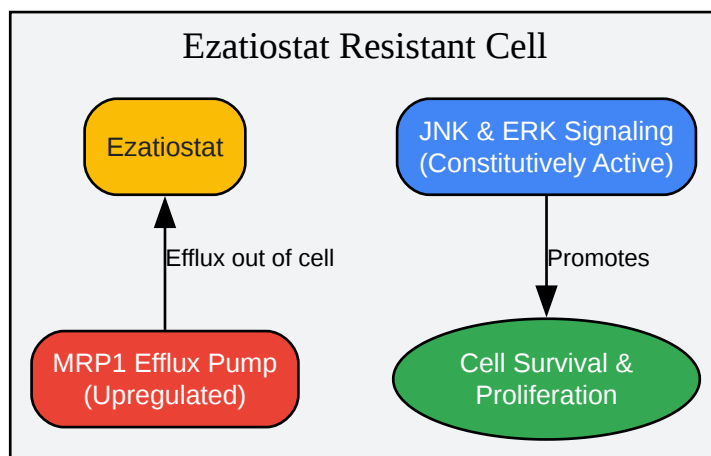 Ezatiostat Resistant Cell
Ezatiostat
JNK & ERK Signaling
(Constitutively Active)
Efflux out of cell
Promotes
MRP1 Efflux Pump
(Upregulated)
Cell Survival &
Proliferation